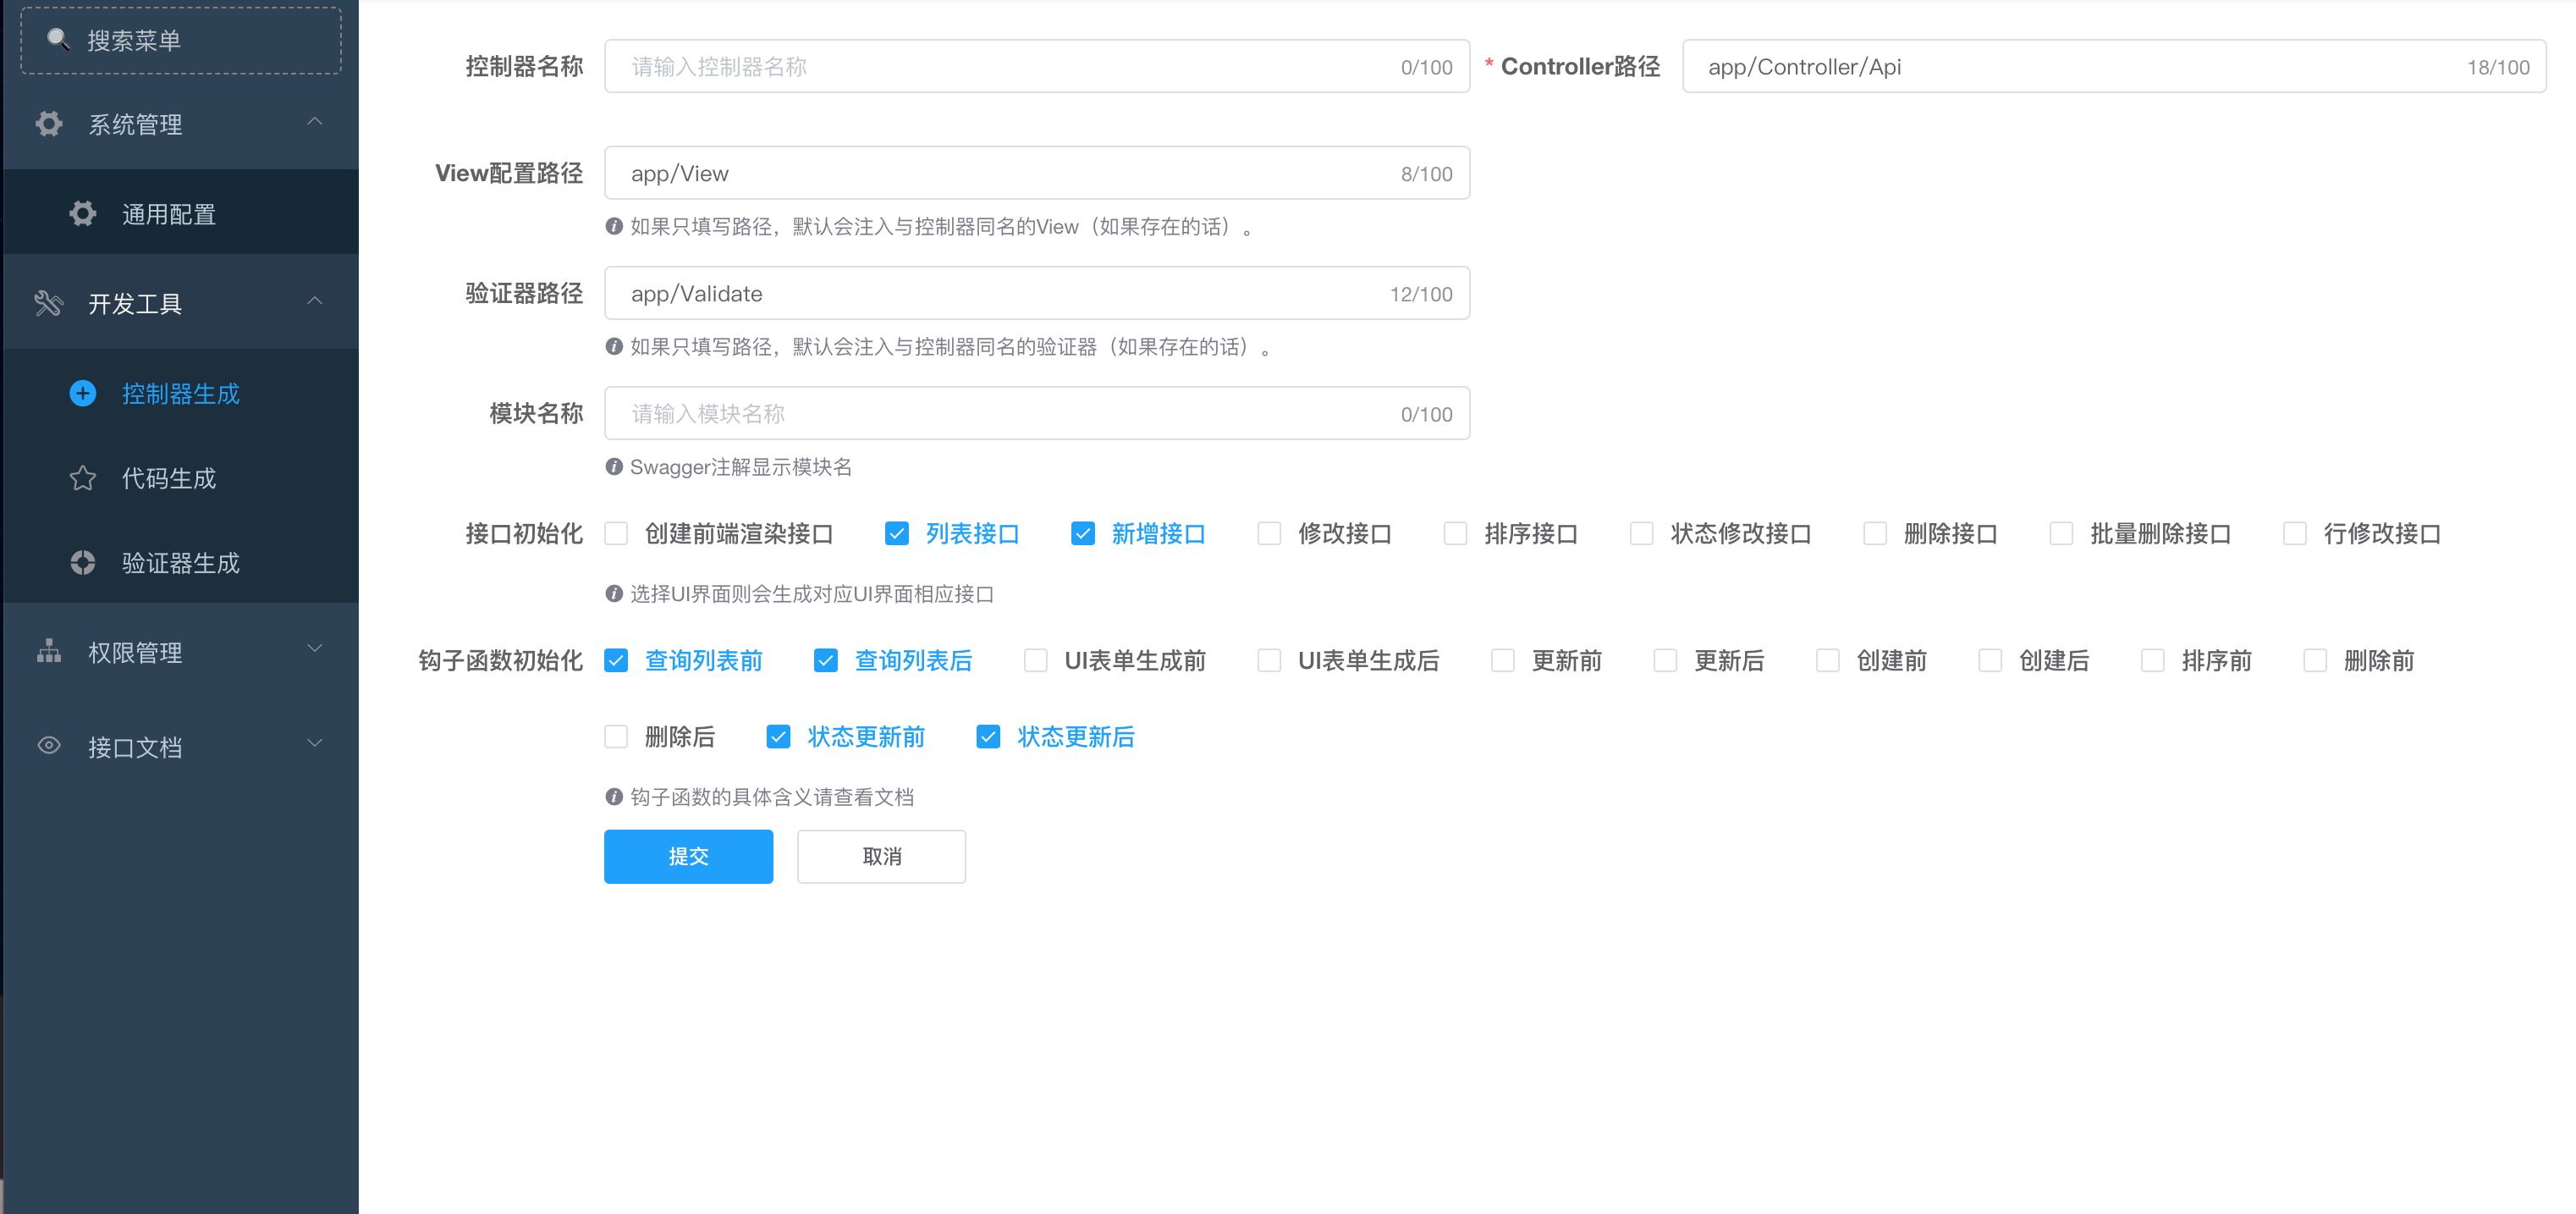 搜索菜单
系统管理
通用配置
开发工具
控制器生成
代码生成
验证器生成
权限管理
接口文档
控制器名称 请输入控制器名称 0/100 * Controller路径 app/Controller/Api 18/100
View配置路径 app/View 8/100
如果只填写路径，默认会注入与控制器同名的View（如果存在的话）。
验证器路径 app/Validate 12/100
如果只填写路径，默认会注入与控制器同名的验证器（如果存在的话）。
模块名称 请输入模块名称 0/100
Swagger注解显示模块名
接口初始化 创建前端渲染接口 列表接口 新增接口 修改接口 排序接口 状态修改接口 删除接口 批量删除接口 行修改接口
选择UI界面则会生成对应UI界面相应接口
钩子函数初始化 查询列表前 查询列表后 UI表单生成前 UI表单生成后 更新前 更新后 创建前 创建后 排序前 删除前
删除后 状态更新前 状态更新后
钩子函数的具体含义请查看文档
提交 取消